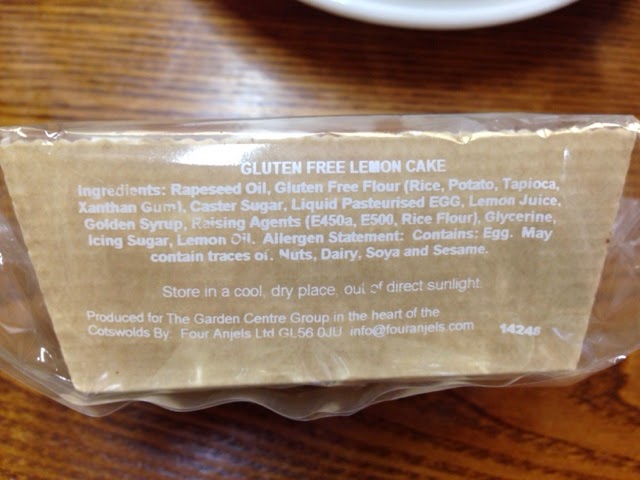 GLUTEN FREE LEMON CAKE
Ingredients: Rapeseed Oil, Gluten Free Flour (Rice, Potato, Tapioca,
Xanthan Gum), Caster Sugar, Liquid Pasteurised EGG, Lemon Juice,
Golden Syrup, Raising Agents (E450a, E500, Rice Flour), Glycerine,
Icing Sugar, Lemon Oil. Allergen Statement: Contains: Egg. May
contain traces of. Nuts, Dairy, Soya and Sesame.
Store in a cool, dry place, out of direct sunlight.
Produced for The Garden Centre Group in the heart of the
Cotswolds By: Four Anjels Ltd GL56 0JU info@fouranjels.com
14248